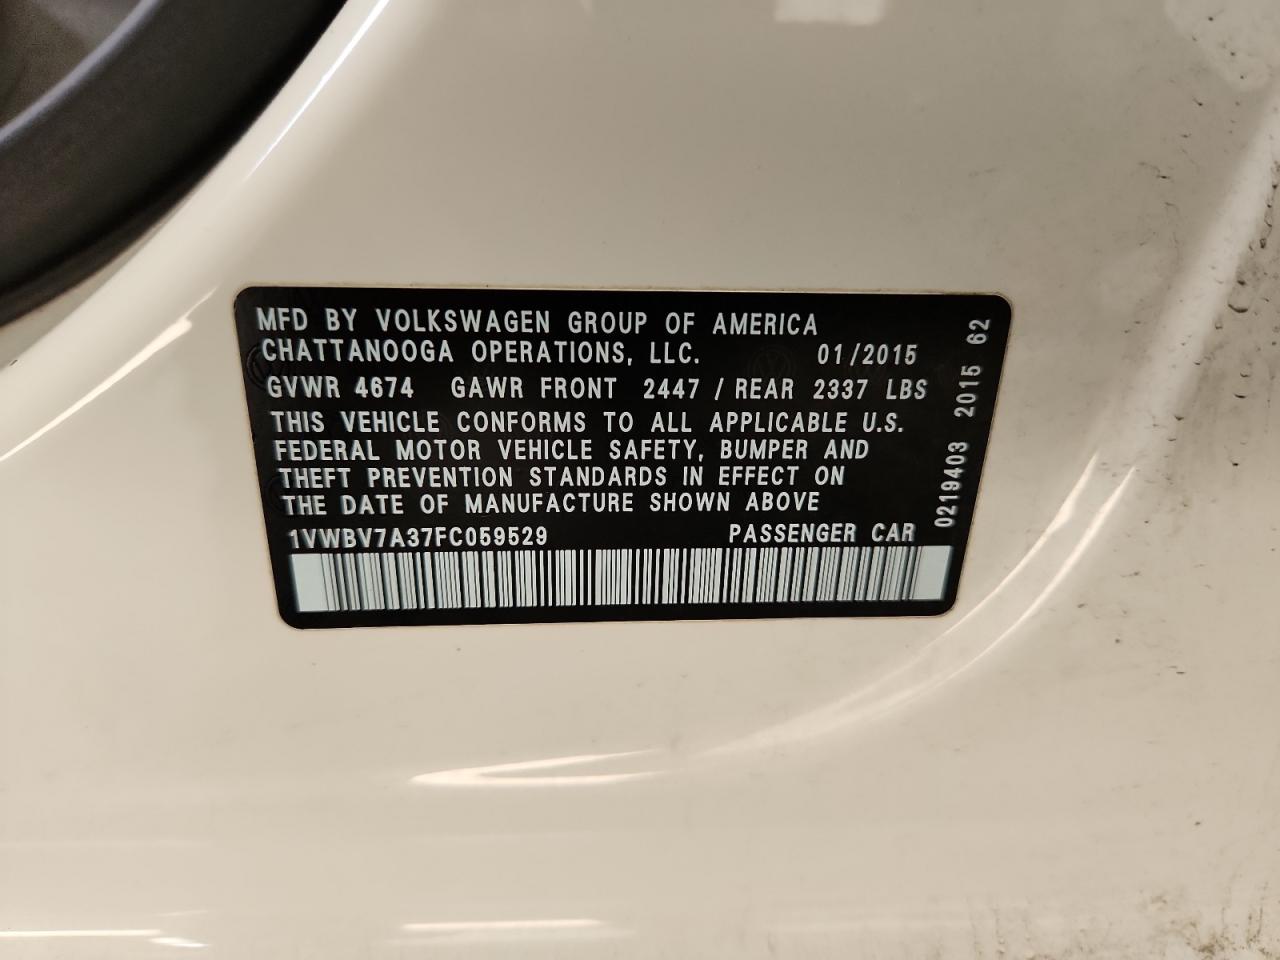 MFD BY VOLKSWAGEN GROUP OF AMERICA
CHATTANOOGA OPERATIONS, LLC. 01/2015
GVWR 4674 GAWR FRONT 2447 / REAR 2337 LBS
THIS VEHICLE CONFORMS TO ALL APPLICABLE U.S.
FEDERAL MOTOR VEHICLE SAFETY, BUMPER AND
THEFT PREVENTION STANDARDS IN EFFECT ON
THE DATE OF MANUFACTURE SHOWN ABOVE
1VWBV7A37FC059529 PASSENGER CAR
0219403 2015 62